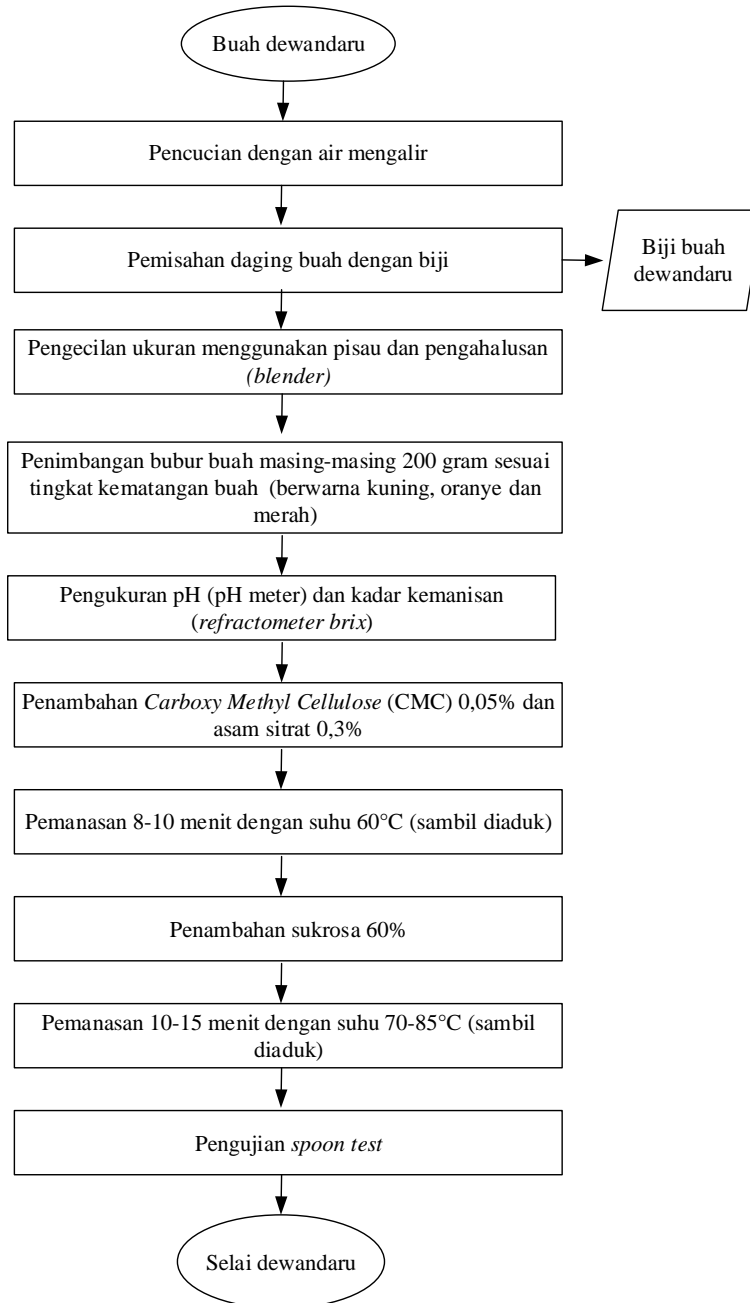 Buah dewandaru
Pencucian dengan air mengalir
Pemisahan daging buah dengan biji
Biji buah
dewandaru
Pengecilan ukuran menggunakan pisau dan pengahalusan
(blender)
Penimbangan bubur buah masing-masing 200 gram sesuai
tingkat kematangan buah (berwarna kuning, oranye dan
merah)
Pengukuran pH (pH meter) dan kadar kemanisan
(refractometer brix)
Penambahan Carboxy Methyl Cellulose (CMC) 0,05% dan
asam sitrat 0,3%
Pemanasan 8-10 menit dengan suhu 60°C (sambil diaduk)
Penambahan sukrosa 60%
Pemanasan 10-15 menit dengan suhu 70-85°C (sambil
diaduk)
Pengujian spoon test
Selai dewandaru